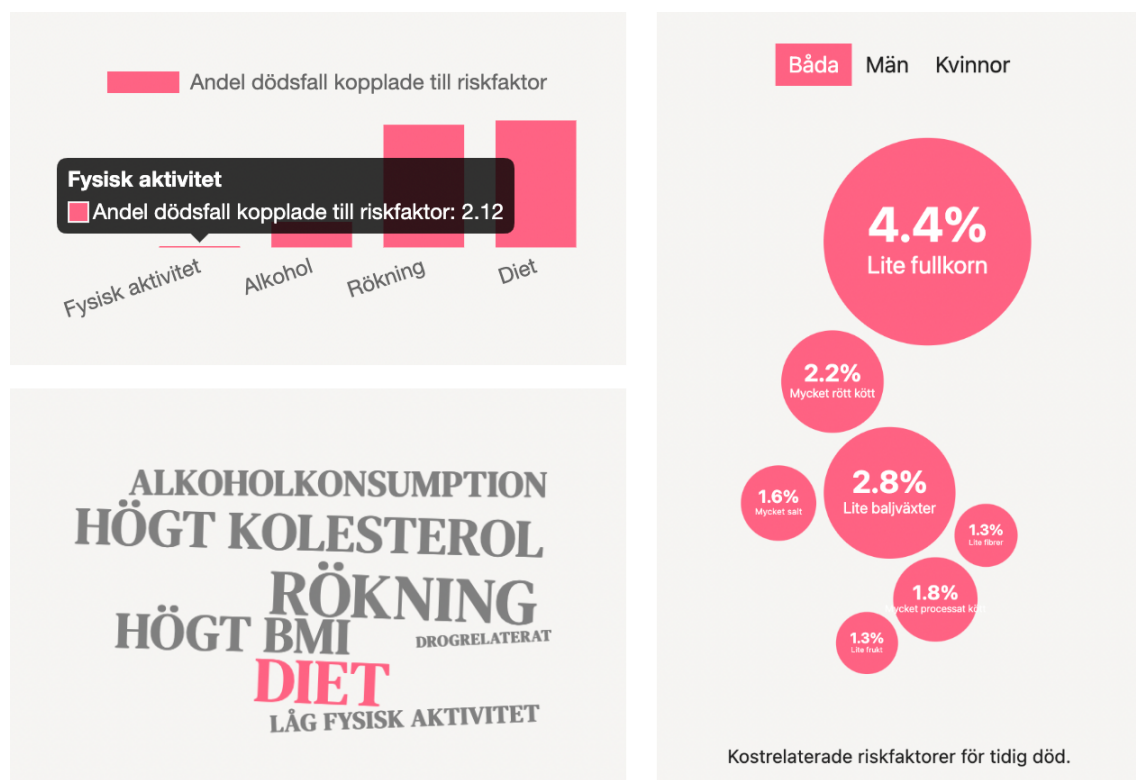 Andel dödsfall kopplade till riskfaktor
Fysisk aktivitet
Andel dödsfall kopplade till riskfaktor: 2.12
Fysisk aktivitet
Alkohol
Rökning
Diet
ALKOHOLKONSUMPTION
HÖGT KOLESTEROL
RÖKNING
HÖGT BMI
DROGRELATERAT
DIET
LÅG FYSISK AKTIVITET
Båda Män Kvinnor
4.4%
Lite fullkorn
2.2%
Mycket rött kött
2.8%
Lite baljväxter
1.6%
Mycket salt
1.3%
Lite fibrer
1.8%
Mycket processat kött
1.3%
Lite frukt
Kostrelaterade riskfaktorer för tidig död.